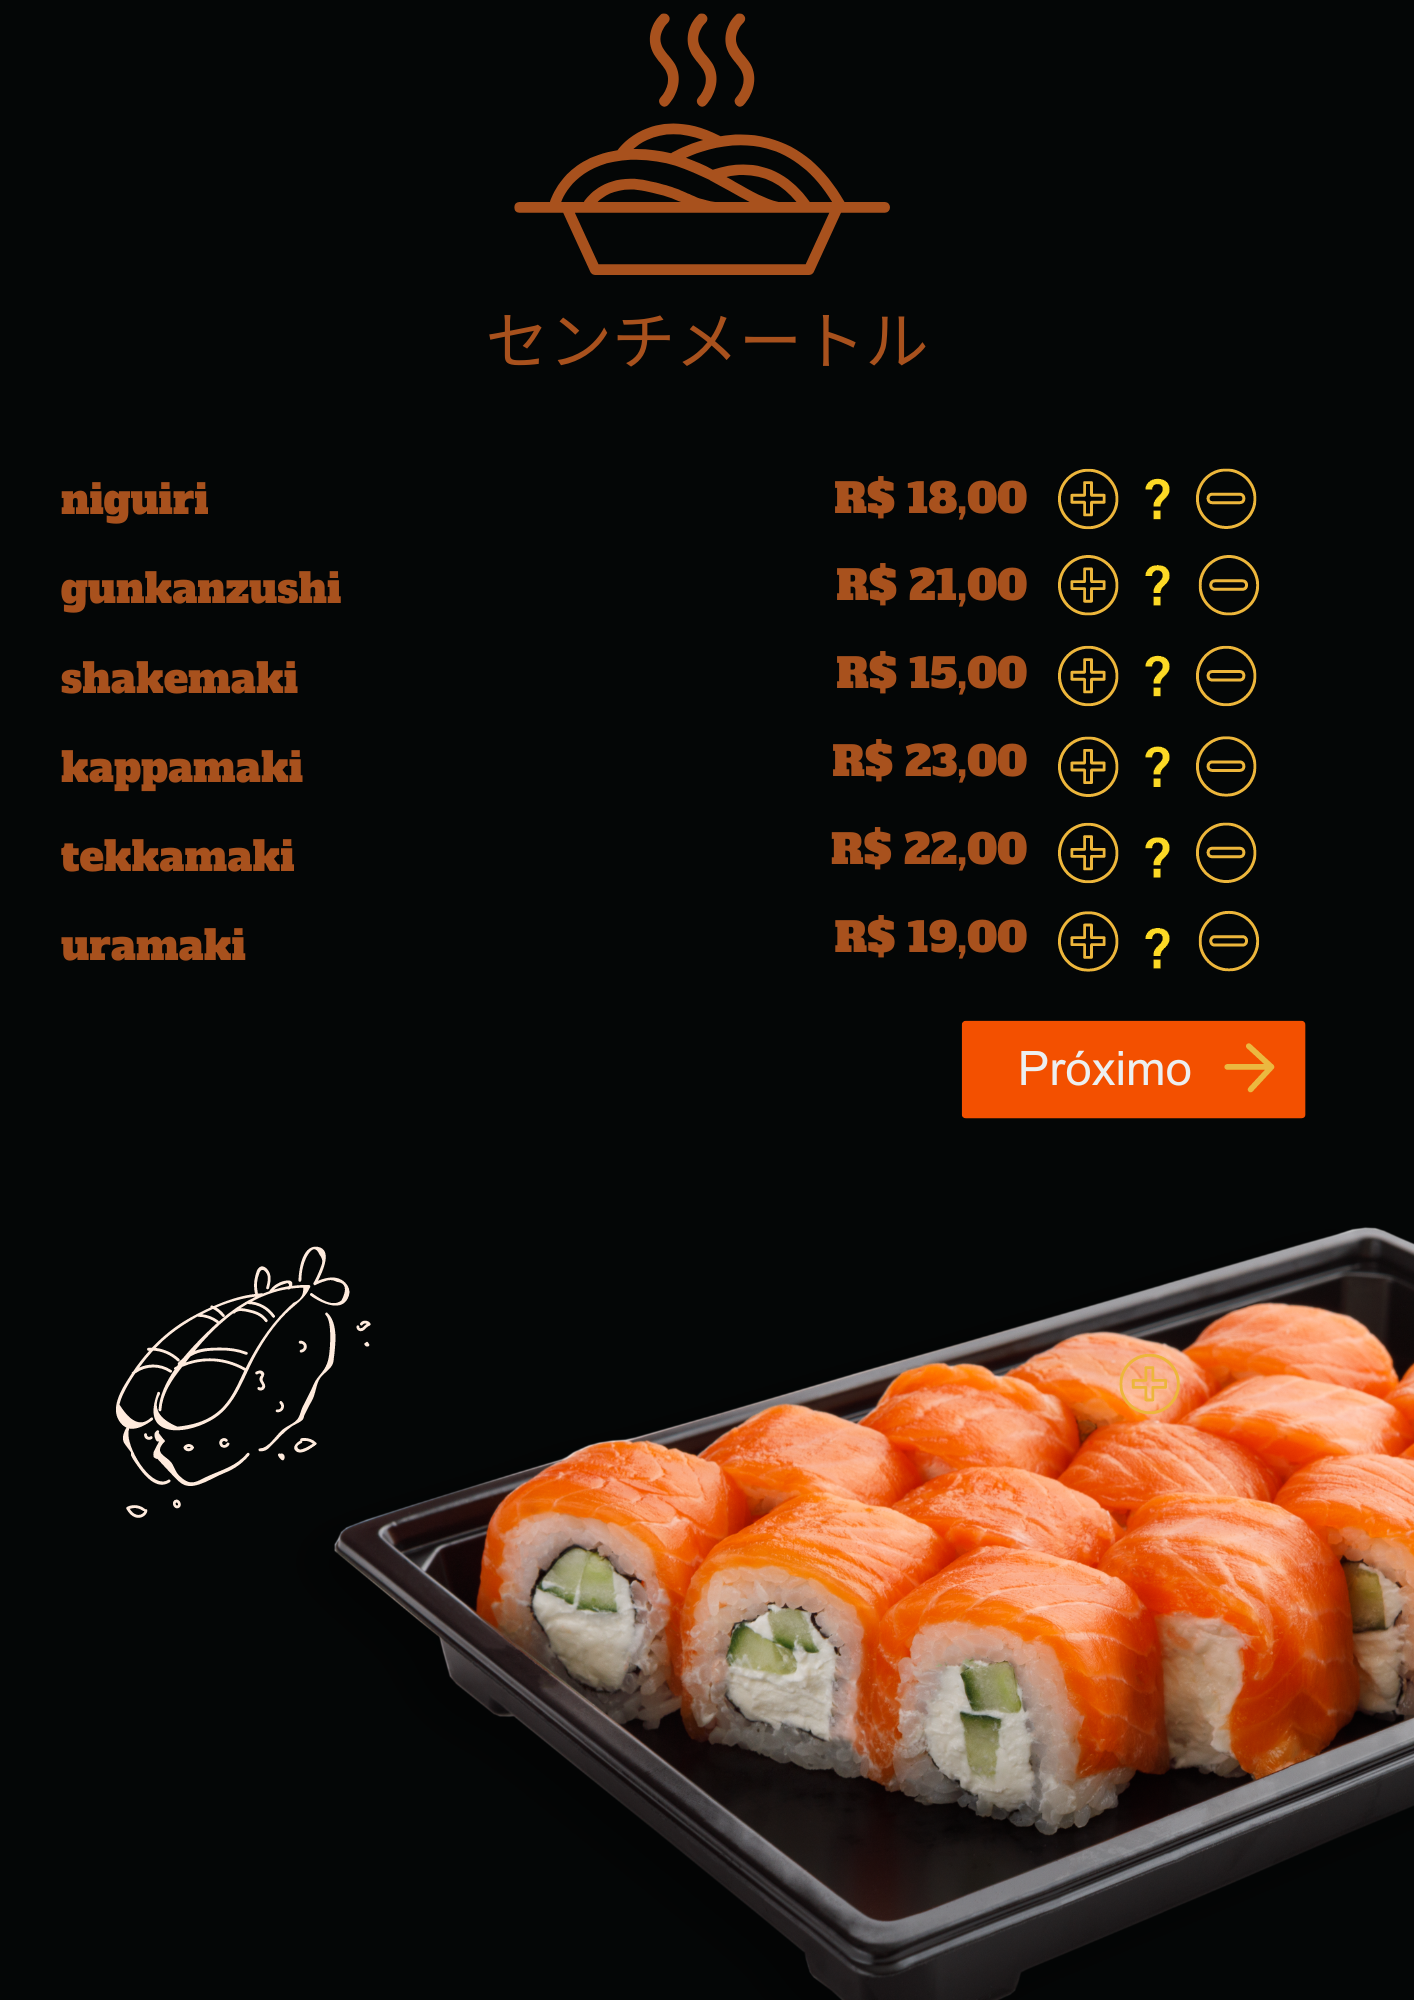 センチメートル
niguiri R$ 18,00 ?
gunkanzushi R$ 21,00 ?
shakemaki R$ 15,00 ?
kappamaki R$ 23,00 ?
tekkamaki R$ 22,00 ?
uramaki R$ 19,00 ?
Próximo